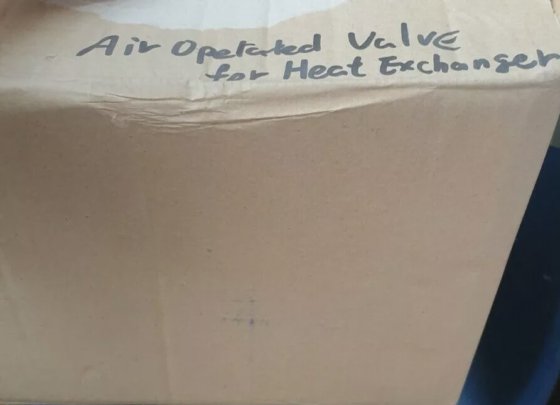 Air Operated Valve
for Heat Exchanger